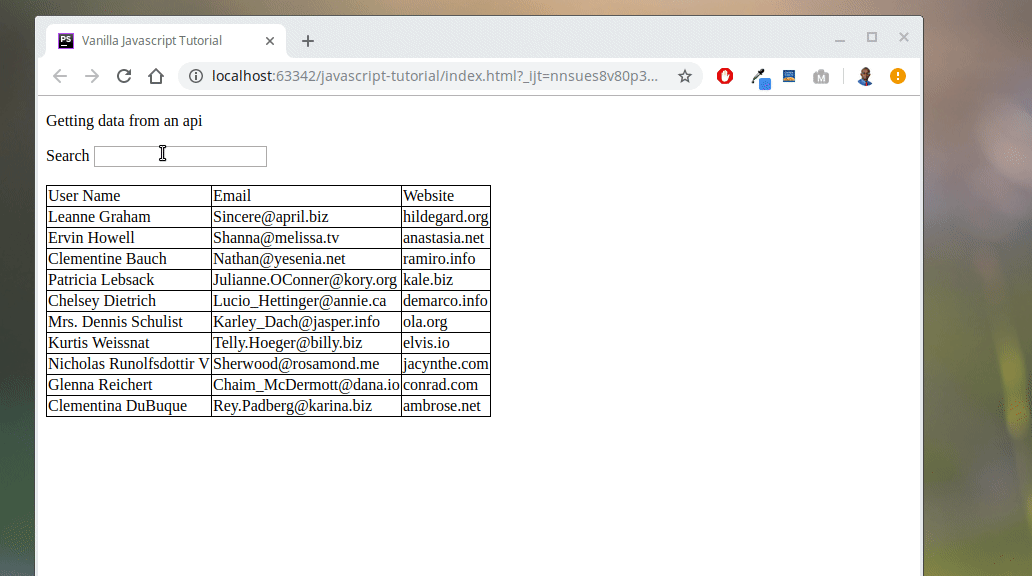 PS Vanilla Javascript Tutorial
localhost:63342/javascript-tutorial/index.html?_ijt=nnsues8v80p3...
M
Getting data from an api
Search
User Name Email Website
Leanne Graham Sincere@april.biz hildegard.org
Ervin Howell Shanna@melissa.tv anastasia.net
Clementine Bauch Nathan@yesenia.net ramiro.info
Patricia Lebsack Julianne.OConner@kory.org kale.biz
Chelsey Dietrich Lucio_Hettinger@annie.ca demarco.info
Mrs. Dennis Schulist Karley_Dach@jasper.info ola.org
Kurtis Weissnat Telly.Hoeger@billy.biz elvis.io
Nicholas Runolfsdottir V Sherwood@rosamond.me jacynthe.com
Glenna Reichert Chaim_McDermott@dana.io conrad.com
Clementina DuBuque Rey.Padberg@karina.biz ambrose.net